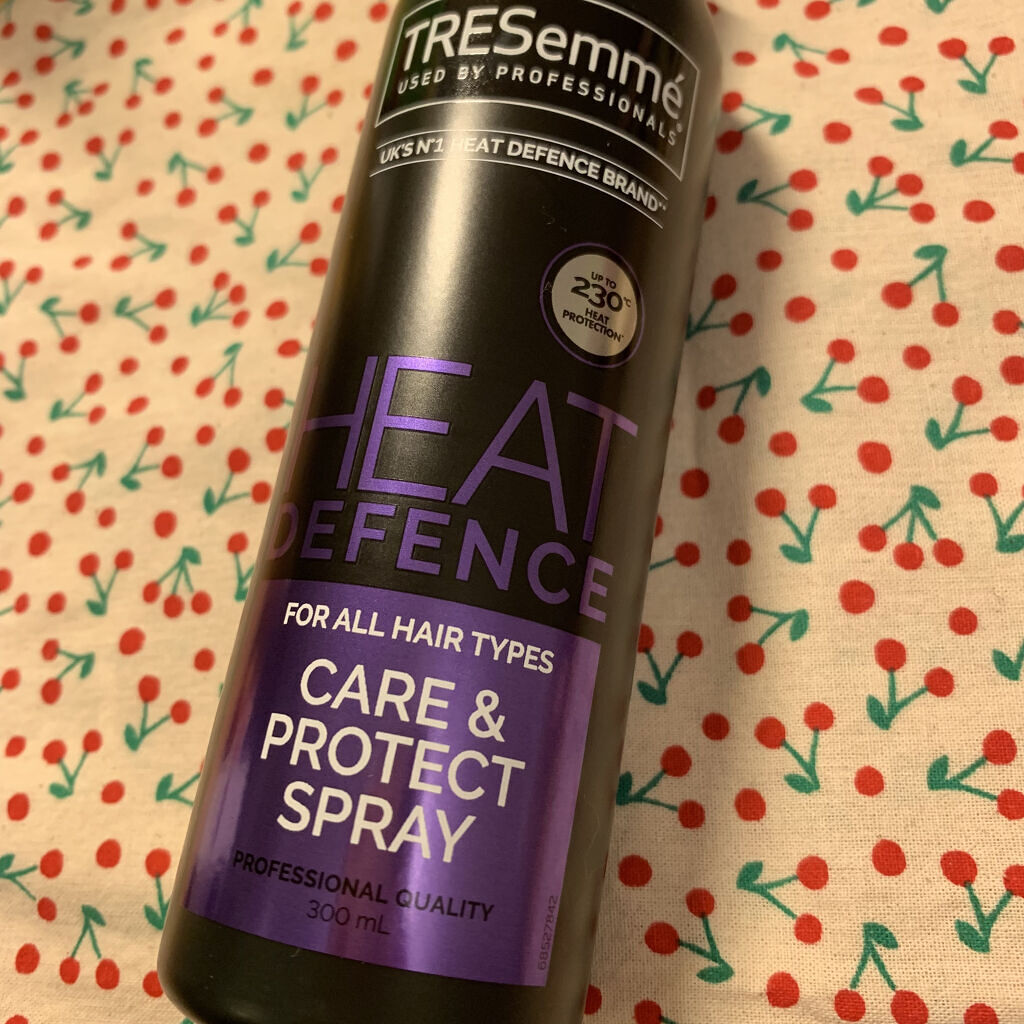 TRESemmé
USED BY PROFESSIONALS®
UK'S N°1 HEAT DEFENCE BRAND**
UP TO
230°C
HEAT
PROTECTION*
HEAT
DEFENCE
FOR ALL HAIR TYPES
CARE &
PROTECT
SPRAY
PROFESSIONAL QUALITY
300 mL
68527842